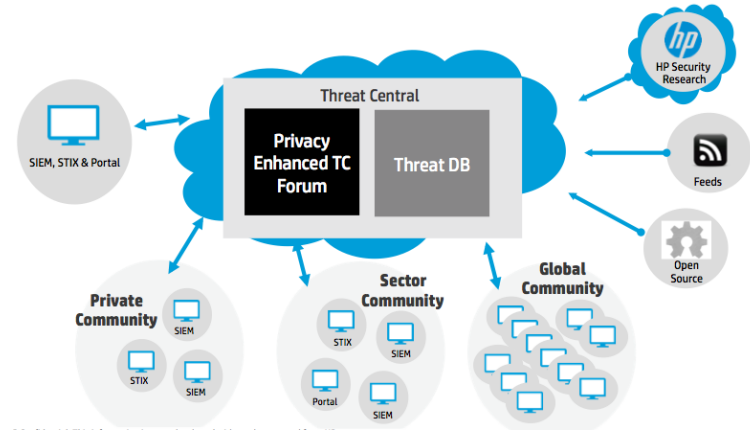 Threat Central
Privacy
Enhanced TC
Forum
Threat DB
SIEM, STIX & Portal
hp
HP Security
Research
Feeds
Open
Source
Private
Community
SIEM
STIX
SIEM
Sector
Community
STIX
SIEM
Portal
SIEM
Global
Community